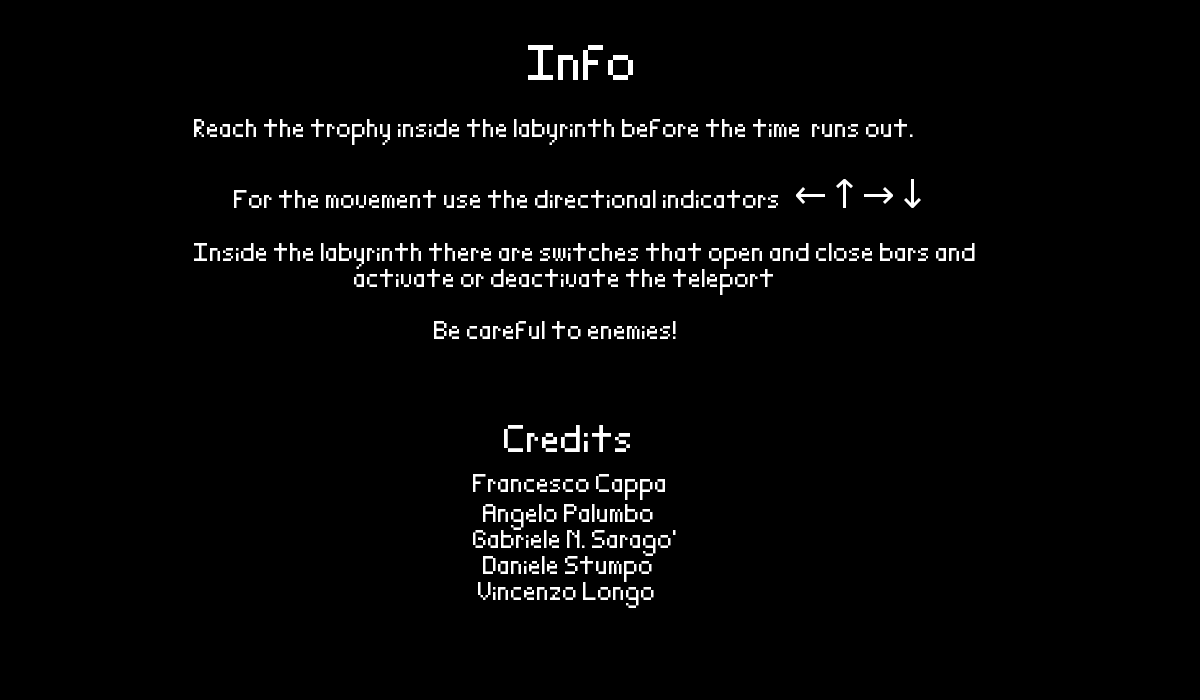 Info
Reach the trophy inside the labyrinth before the time runs out.
For the movement use the directional indicators ←↑→↓
Inside the labyrinth there are switches that open and close bars and
activate or deactivate the teleport
Be careful to enemies!
Credits
Francesco Cappa
Angelo Palumbo
Gabriele N. Sarago'
Daniele Stumpo
Vincenzo Longo